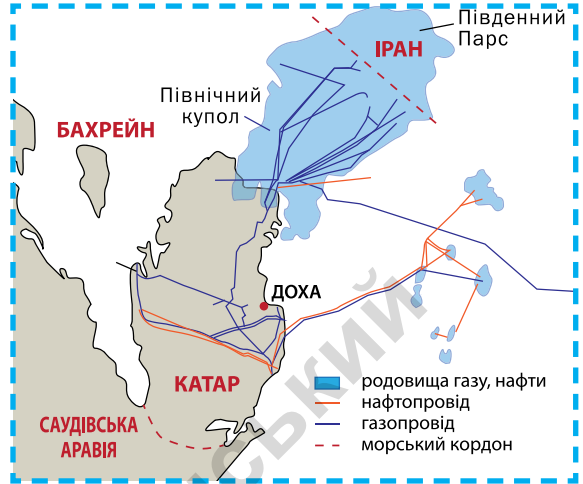 Південний
Парс
ІРАН
Північний
купол
БАХРЕЙН
ДОХА
КАТАР
САУДІВСЬКА
АРАВІЯ
родовища газу, нафти
нафтопровід
газопровід
морський кордон